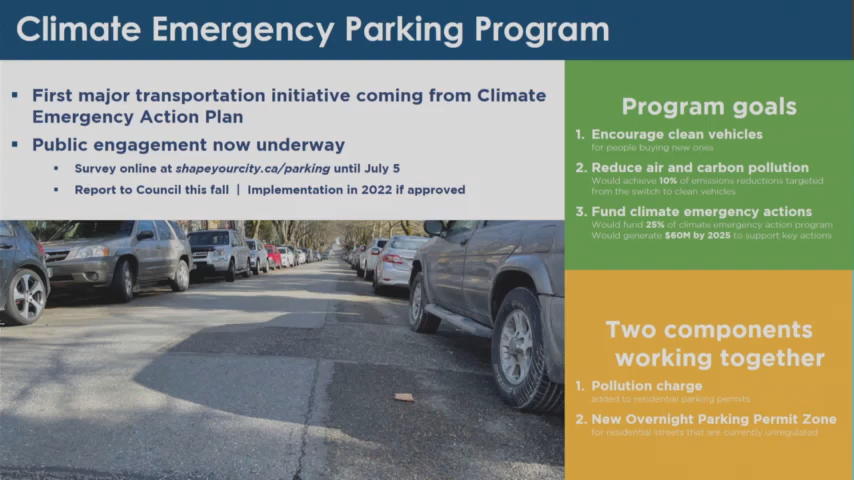 Climate Emergency Parking Program
▪ First major transportation initiative coming from Climate
Emergency Action Plan
▪ Public engagement now underway
▪ Survey online at shapeyourcity.ca/parking until July 5
▪ Report to Council this fall | Implementation in 2022 if approved
Program goals
1. Encourage clean vehicles
for people buying new ones
2. Reduce air and carbon pollution
Would achieve 10% of emissions reductions targeted
from the switch to clean vehicles
3. Fund climate emergency actions
Would fund 25% of climate emergency action program
Would generate $60M by 2025 to support key actions
Two components
working together
1. Pollution charge
added to residential parking permits
2. New Overnight Parking Permit Zone
for residential streets that are currently unregulated